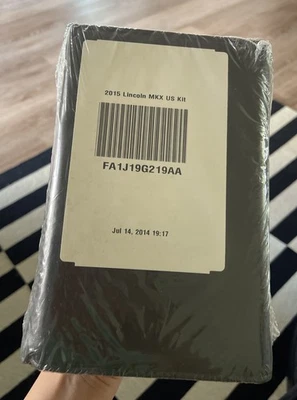 2015 Lincoln MKX US Kit
FA1J19G219AA
Jul 14, 2014 19:17